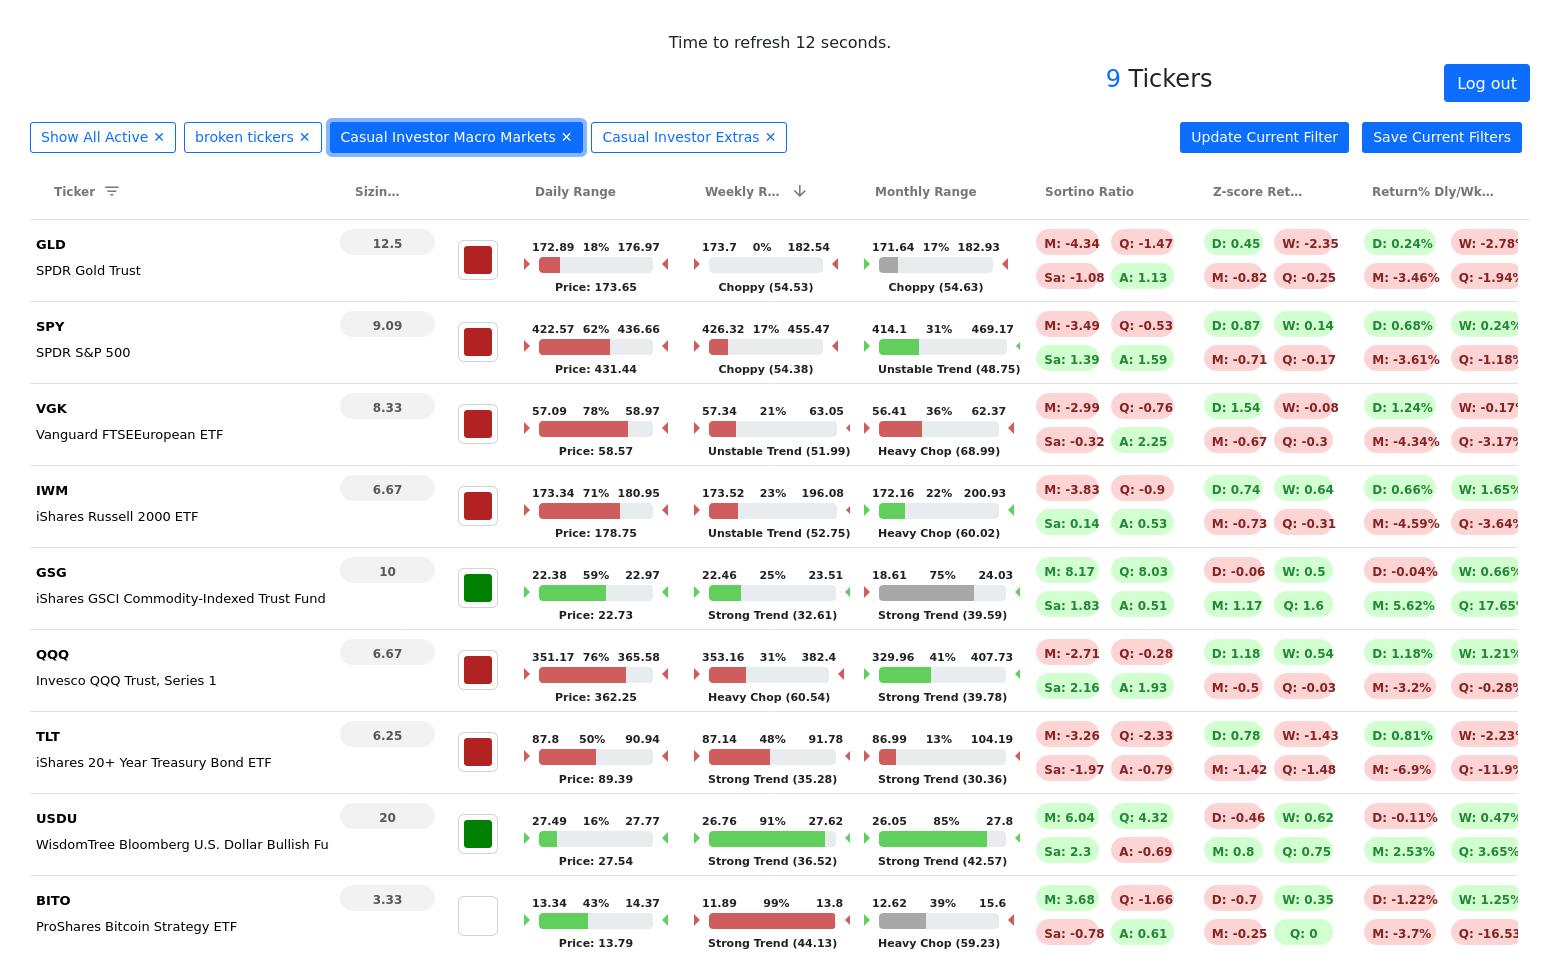 Time to refresh 12 seconds.
9 Tickers
Log out
Show All Active ✕ broken tickers ✕ Casual Investor Macro Markets ✕ Casual Investor Extras ✕ Update Current Filter Save Current Filters
Ticker Sizin... Daily Range Weekly R... Monthly Range Sortino Ratio Z-score Ret... Return% Dly/Wk...
GLD 12.5 172.89 18% 176.97 173.7 0% 182.54 171.64 17% 182.93 M: -4.34 Q: -1.47 D: 0.45 W: -2.35 D: 0.24% W: -2.78%
SPDR Gold Trust Price: 173.65 Choppy (54.53) Choppy (54.63) Sa: -1.08 A: 1.13 M: -0.82 Q: -0.25 M: -3.46% Q: -1.94%
SPY 9.09 422.57 62% 436.66 426.32 17% 455.47 414.1 31% 469.17 M: -3.49 Q: -0.53 D: 0.87 W: 0.14 D: 0.68% W: 0.24%
SPDR S&P 500 Price: 431.44 Choppy (54.38) Unstable Trend (48.75) Sa: 1.39 A: 1.59 M: -0.71 Q: -0.17 M: -3.61% Q: -1.18%
VGK 8.33 57.09 78% 58.97 57.34 21% 63.05 56.41 36% 62.37 M: -2.99 Q: -0.76 D: 1.54 W: -0.08 D: 1.24% W: -0.17%
Vanguard FTSEEuropean ETF Price: 58.57 Unstable Trend (51.99) Heavy Chop (68.99) Sa: -0.32 A: 2.25 M: -0.67 Q: -0.3 M: -4.34% Q: -3.17%
IWM 6.67 173.34 71% 180.95 173.52 23% 196.08 172.16 22% 200.93 M: -3.83 Q: -0.9 D: 0.74 W: 0.64 D: 0.66% W: 1.65%
iShares Russell 2000 ETF Price: 178.75 Unstable Trend (52.75) Heavy Chop (60.02) Sa: 0.14 A: 0.53 M: -0.73 Q: -0.31 M: -4.59% Q: -3.64%
GSG 10 22.38 59% 22.97 22.46 25% 23.51 18.61 75% 24.03 M: 8.17 Q: 8.03 D: -0.06 W: 0.5 D: -0.04% W: 0.66%
iShares GSCI Commodity-Indexed Trust Fund Price: 22.73 Strong Trend (32.61) Strong Trend (39.59) Sa: 1.83 A: 0.51 M: 1.17 Q: 1.6 M: 5.62% Q: 17.65%
QQQ 6.67 351.17 76% 365.58 353.16 31% 382.4 329.96 41% 407.73 M: -2.71 Q: -0.28 D: 1.18 W: 0.54 D: 1.18% W: 1.21%
Invesco QQQ Trust, Series 1 Price: 362.25 Heavy Chop (60.54) Strong Trend (39.78) Sa: 2.16 A: 1.93 M: -0.5 Q: -0.03 M: -3.2% Q: -0.28%
TLT 6.25 87.8 50% 90.94 87.14 48% 91.78 86.99 13% 104.19 M: -3.26 Q: -2.33 D: 0.78 W: -1.43 D: 0.81% W: -2.23%
iShares 20+ Year Treasury Bond ETF Price: 89.39 Strong Trend (35.28) Strong Trend (30.36) Sa: -1.97 A: -0.79 M: -1.42 Q: -1.48 M: -6.9% Q: -11.9%
USDU 20 27.49 16% 27.77 26.76 91% 27.62 26.05 85% 27.8 M: 6.04 Q: 4.32 D: -0.46 W: 0.62 D: -0.11% W: 0.47%
WisdomTree Bloomberg U.S. Dollar Bullish Fu Price: 27.54 Strong Trend (36.52) Strong Trend (42.57) Sa: 2.3 A: -0.69 M: 0.8 Q: 0.75 M: 2.53% Q: 3.65%
BITO 3.33 13.34 43% 14.37 11.89 99% 13.8 12.62 39% 15.6 M: 3.68 Q: -1.66 D: -0.7 W: 0.35 D: -1.22% W: 1.25%
ProShares Bitcoin Strategy ETF Price: 13.79 Strong Trend (44.13) Heavy Chop (59.23) Sa: -0.78 A: 0.61 M: -0.25 Q: 0 M: -3.7% Q: -16.53